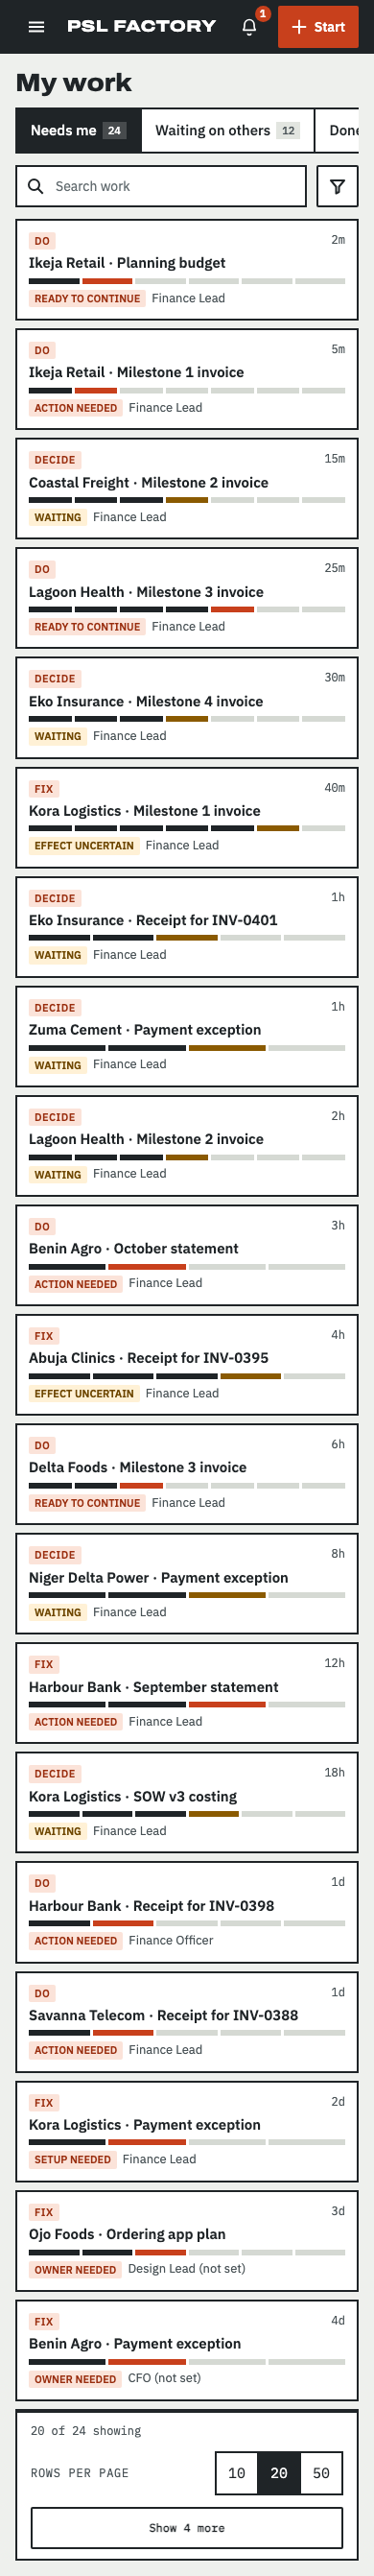 PSL FACTORY
1
Start
My work
Needs me 24
Waiting on others 12
Done
Search work
DO 2m
Ikeja Retail · Planning budget
READY TO CONTINUE Finance Lead
DO 5m
Ikeja Retail · Milestone 1 invoice
ACTION NEEDED Finance Lead
DECIDE 15m
Coastal Freight · Milestone 2 invoice
WAITING Finance Lead
DO 25m
Lagoon Health · Milestone 3 invoice
READY TO CONTINUE Finance Lead
DECIDE 30m
Eko Insurance · Milestone 4 invoice
WAITING Finance Lead
FIX 40m
Kora Logistics · Milestone 1 invoice
EFFECT UNCERTAIN Finance Lead
DECIDE 1h
Eko Insurance · Receipt for INV-0401
WAITING Finance Lead
DECIDE 1h
Zuma Cement · Payment exception
WAITING Finance Lead
DECIDE 2h
Lagoon Health · Milestone 2 invoice
WAITING Finance Lead
DO 3h
Benin Agro · October statement
ACTION NEEDED Finance Lead
FIX 4h
Abuja Clinics · Receipt for INV-0395
EFFECT UNCERTAIN Finance Lead
DO 6h
Delta Foods · Milestone 3 invoice
READY TO CONTINUE Finance Lead
DECIDE 8h
Niger Delta Power · Payment exception
WAITING Finance Lead
FIX 12h
Harbour Bank · September statement
ACTION NEEDED Finance Lead
DECIDE 18h
Kora Logistics · SOW v3 costing
WAITING Finance Lead
DO 1d
Harbour Bank · Receipt for INV-0398
ACTION NEEDED Finance Officer
DO 1d
Savanna Telecom · Receipt for INV-0388
ACTION NEEDED Finance Lead
FIX 2d
Kora Logistics · Payment exception
SETUP NEEDED Finance Lead
FIX 3d
Ojo Foods · Ordering app plan
OWNER NEEDED Design Lead (not set)
FIX 4d
Benin Agro · Payment exception
OWNER NEEDED CFO (not set)
20 of 24 showing
ROWS PER PAGE 10 20 50
Show 4 more